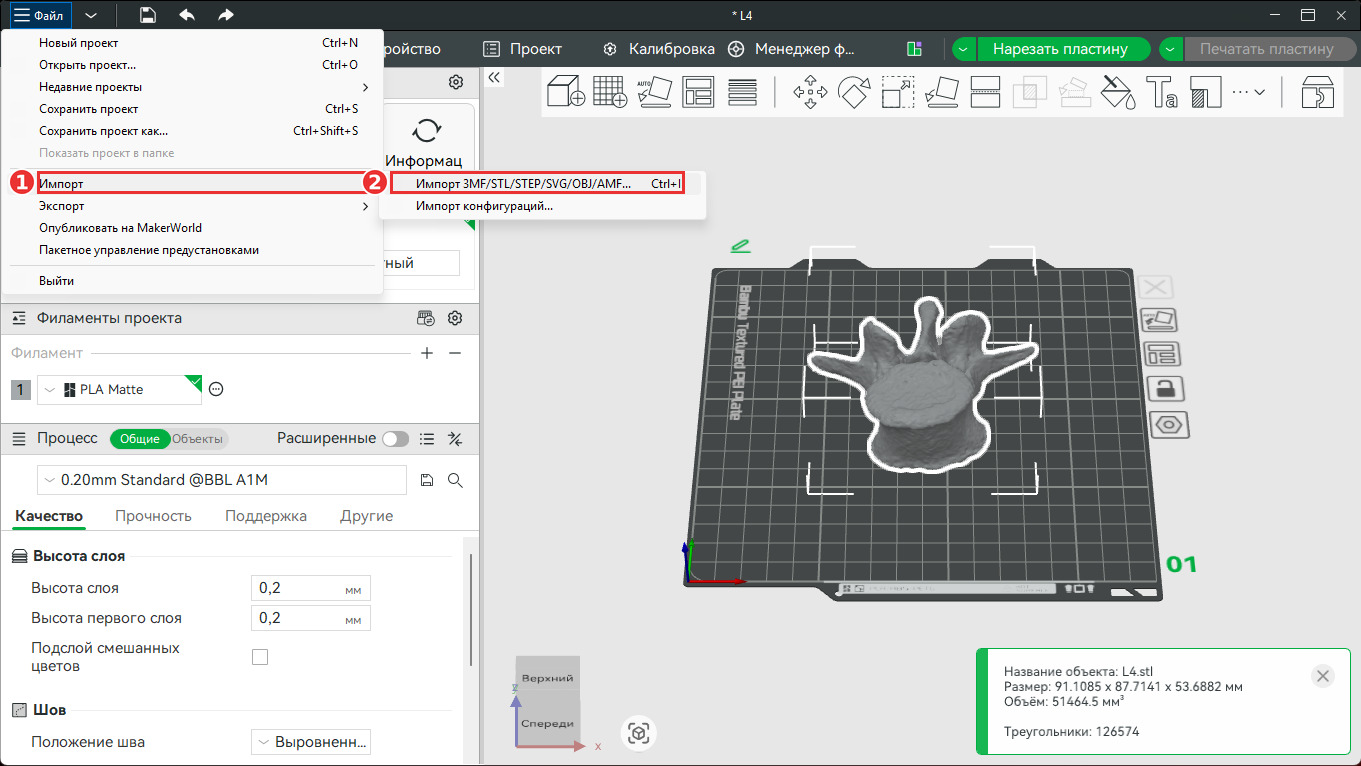 Файл
* L4
Новый проект Ctrl+N
Открыть проект... Ctrl+O
Недавние проекты
Сохранить проект Ctrl+S
Сохранить проект как... Ctrl+Shift+S
Показать проект в папке
1 Импорт
2 Импорт 3MF/STL/STEP/SVG/OBJ/AMF... Ctrl+I
Импорт конфигураций...
Экспорт
Опубликовать на MakerWorld
Пакетное управление предустановками
Выйти
ройство
Проект
Калибровка
Менеджер ф...
Нарезать пластину
Печатать пластину
AUTO
Информац
тный
Филаменты проекта
Филамент
1 PLA Matte
Процесс Общие Объекты Расширенные
0.20mm Standard @BBL A1M
Качество Прочность Поддержка Другие
Высота слоя
Высота слоя 0,2 мм
Высота первого слоя 0,2 мм
Подслой смешанных
цветов
Шов
Положение шва Выровненн...
Bambu Textured PEI Plate
01
Верхний
Спереди
z
x
Название объекта: L4.stl
Размер: 91.1085 x 87.7141 x 53.6882 мм
Объём: 51464.5 мм³
Треугольники: 126574